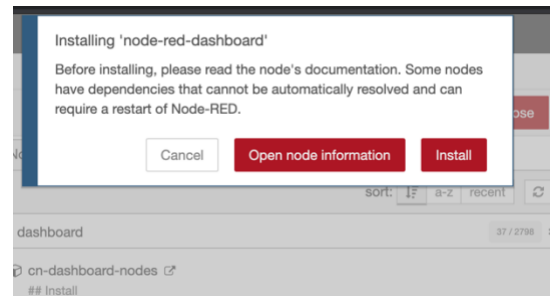 Installing 'node-red-dashboard'
Before installing, please read the node's documentation. Some nodes
have dependencies that cannot be automatically resolved and can
require a restart of Node-RED.
Cancel Open node information Install
sort: a-z recent
dashboard 37 / 2798
cn-dashboard-nodes
## Install